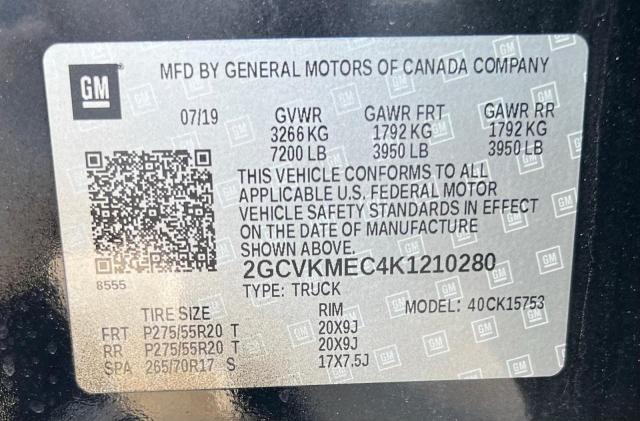 GM
MFD BY GENERAL MOTORS OF CANADA COMPANY
07/19 GVWR GAWR FRT GAWR RR
3266 KG 1792 KG 1792 KG
7200 LB 3950 LB 3950 LB
THIS VEHICLE CONFORMS TO ALL
APPLICABLE U.S. FEDERAL MOTOR
VEHICLE SAFETY STANDARDS IN EFFECT
ON THE DATE OF MANUFACTURE
SHOWN ABOVE.
8555
2GCVKMEC4K1210280
TYPE: TRUCK MODEL: 40CK15753
TIRE SIZE RIM
FRT P275/55R20 T 20X9J
RR P275/55R20 T 20X9J
SPA 265/70R17 S 17X7.5J